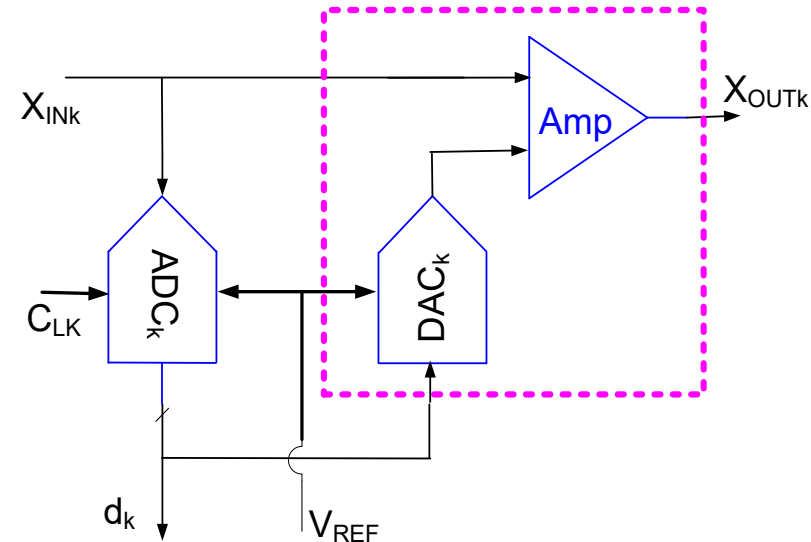 X_INk
Amp
X_OUTk
ADC_k
DAC_k
C_LK
d_k
V_REF